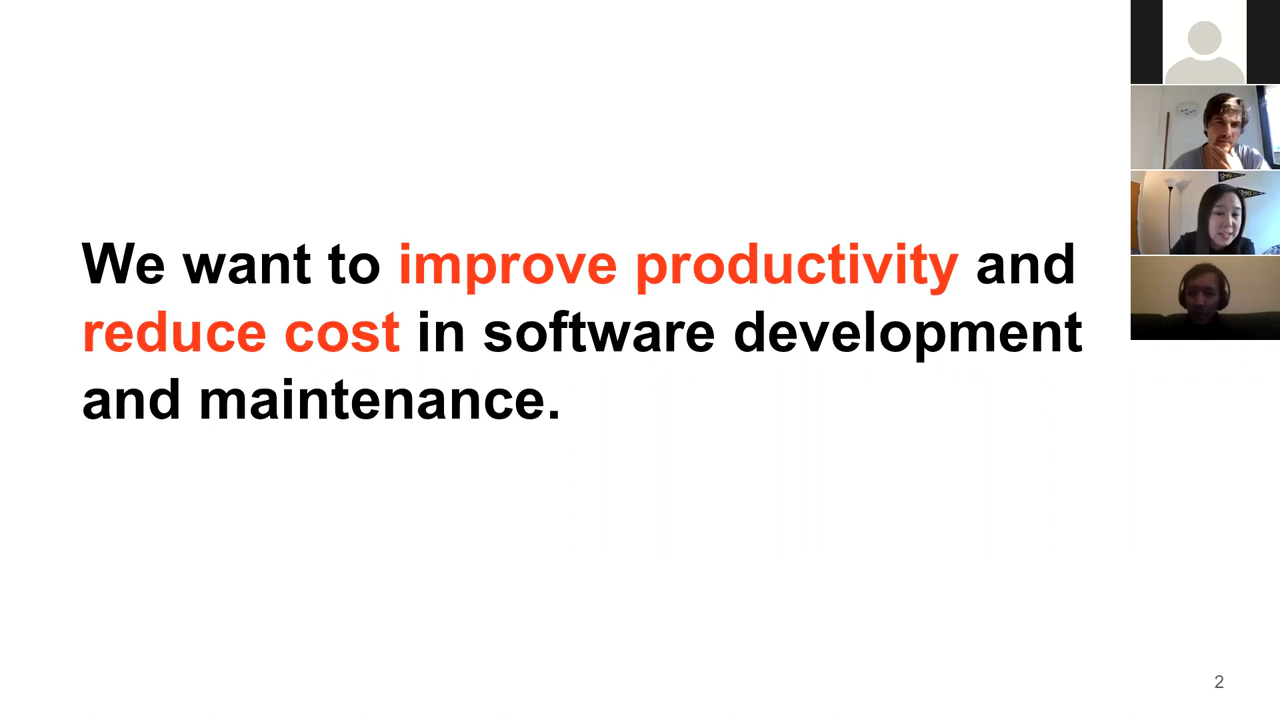 We want to improve productivity and
reduce cost in software development
and maintenance.
2